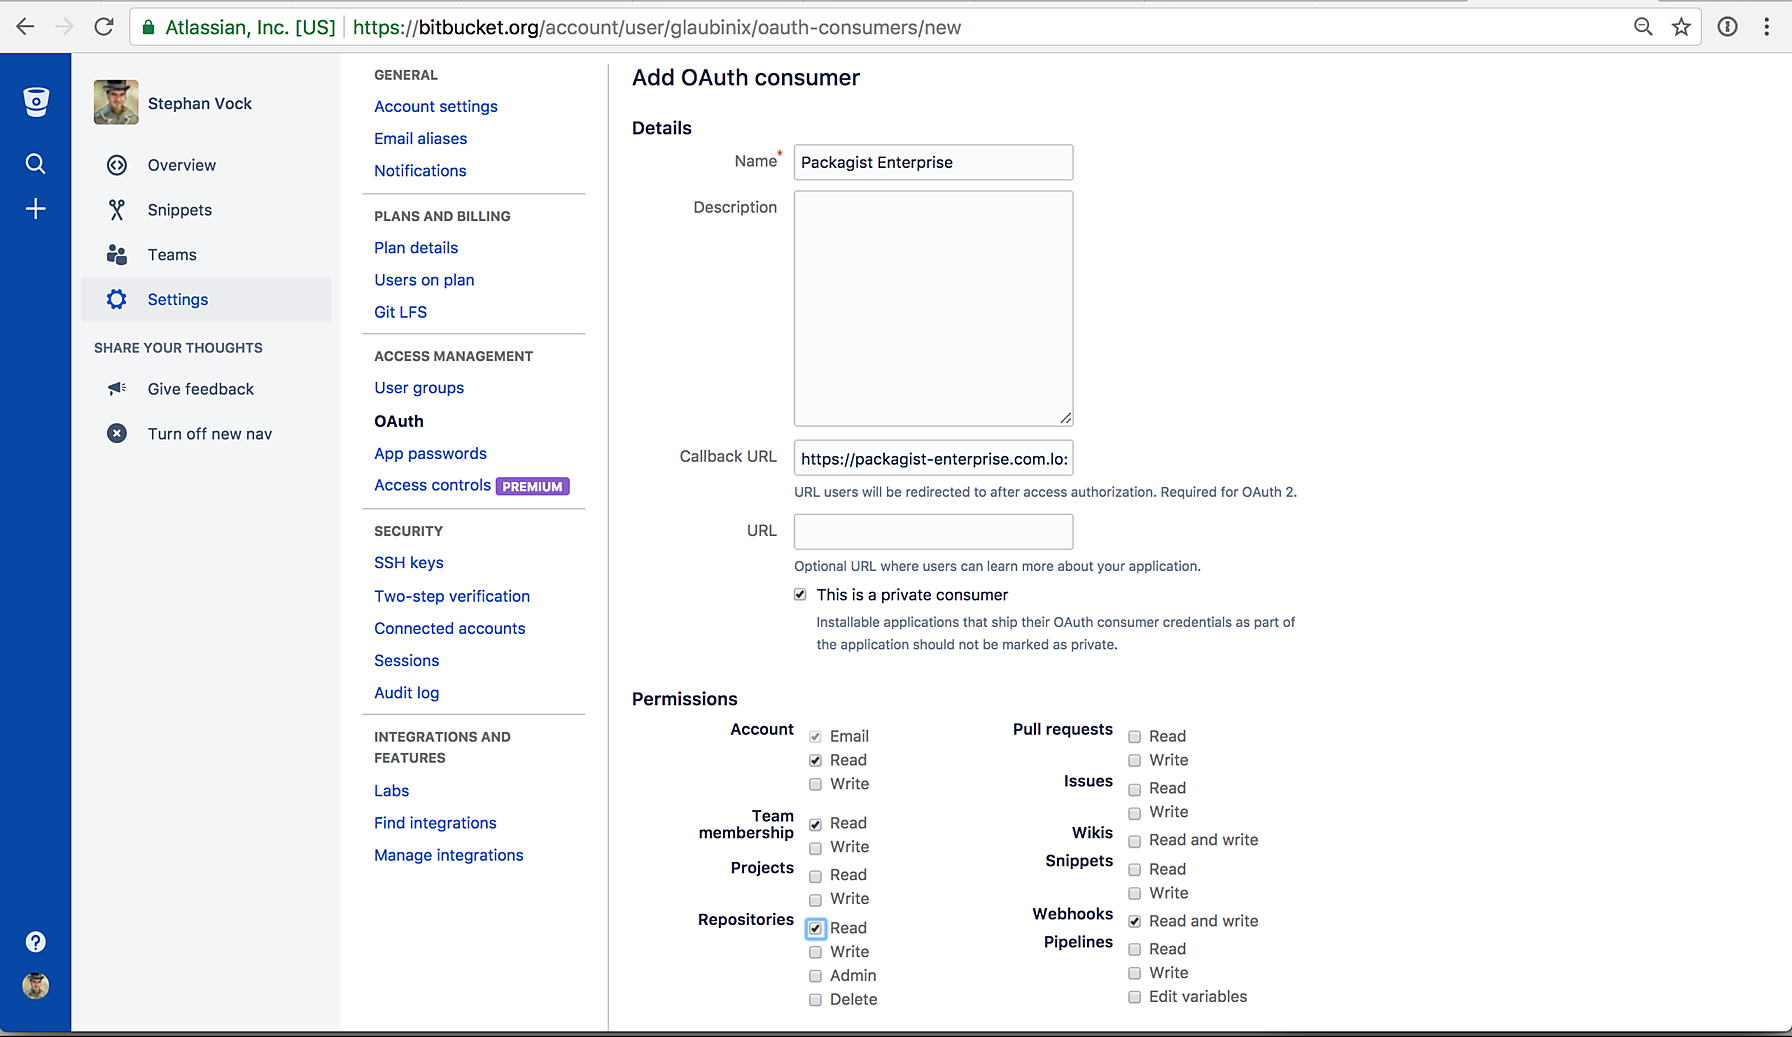 Atlassian, Inc. [US] https://bitbucket.org/account/user/glaubinix/oauth-consumers/new
Stephan Vock
Overview
Snippets
Teams
Settings
SHARE YOUR THOUGHTS
Give feedback
Turn off new nav
GENERAL
Account settings
Email aliases
Notifications
PLANS AND BILLING
Plan details
Users on plan
Git LFS
ACCESS MANAGEMENT
User groups
OAuth
App passwords
Access controls PREMIUM
SECURITY
SSH keys
Two-step verification
Connected accounts
Sessions
Audit log
INTEGRATIONS AND
FEATURES
Labs
Find integrations
Manage integrations
Add OAuth consumer
Details
Name* Packagist Enterprise
Description
Callback URL https://packagist-enterprise.com.lo:
URL users will be redirected to after access authorization. Required for OAuth 2.
URL
Optional URL where users can learn more about your application.
This is a private consumer
Installable applications that ship their OAuth consumer credentials as part of
the application should not be marked as private.
Permissions
Account
Email
Read
Write
Team
membership
Read
Write
Projects
Read
Write
Repositories
Read
Write
Admin
Delete
Pull requests
Read
Write
Issues
Read
Write
Wikis
Read and write
Snippets
Read
Write
Webhooks
Read and write
Pipelines
Read
Write
Edit variables